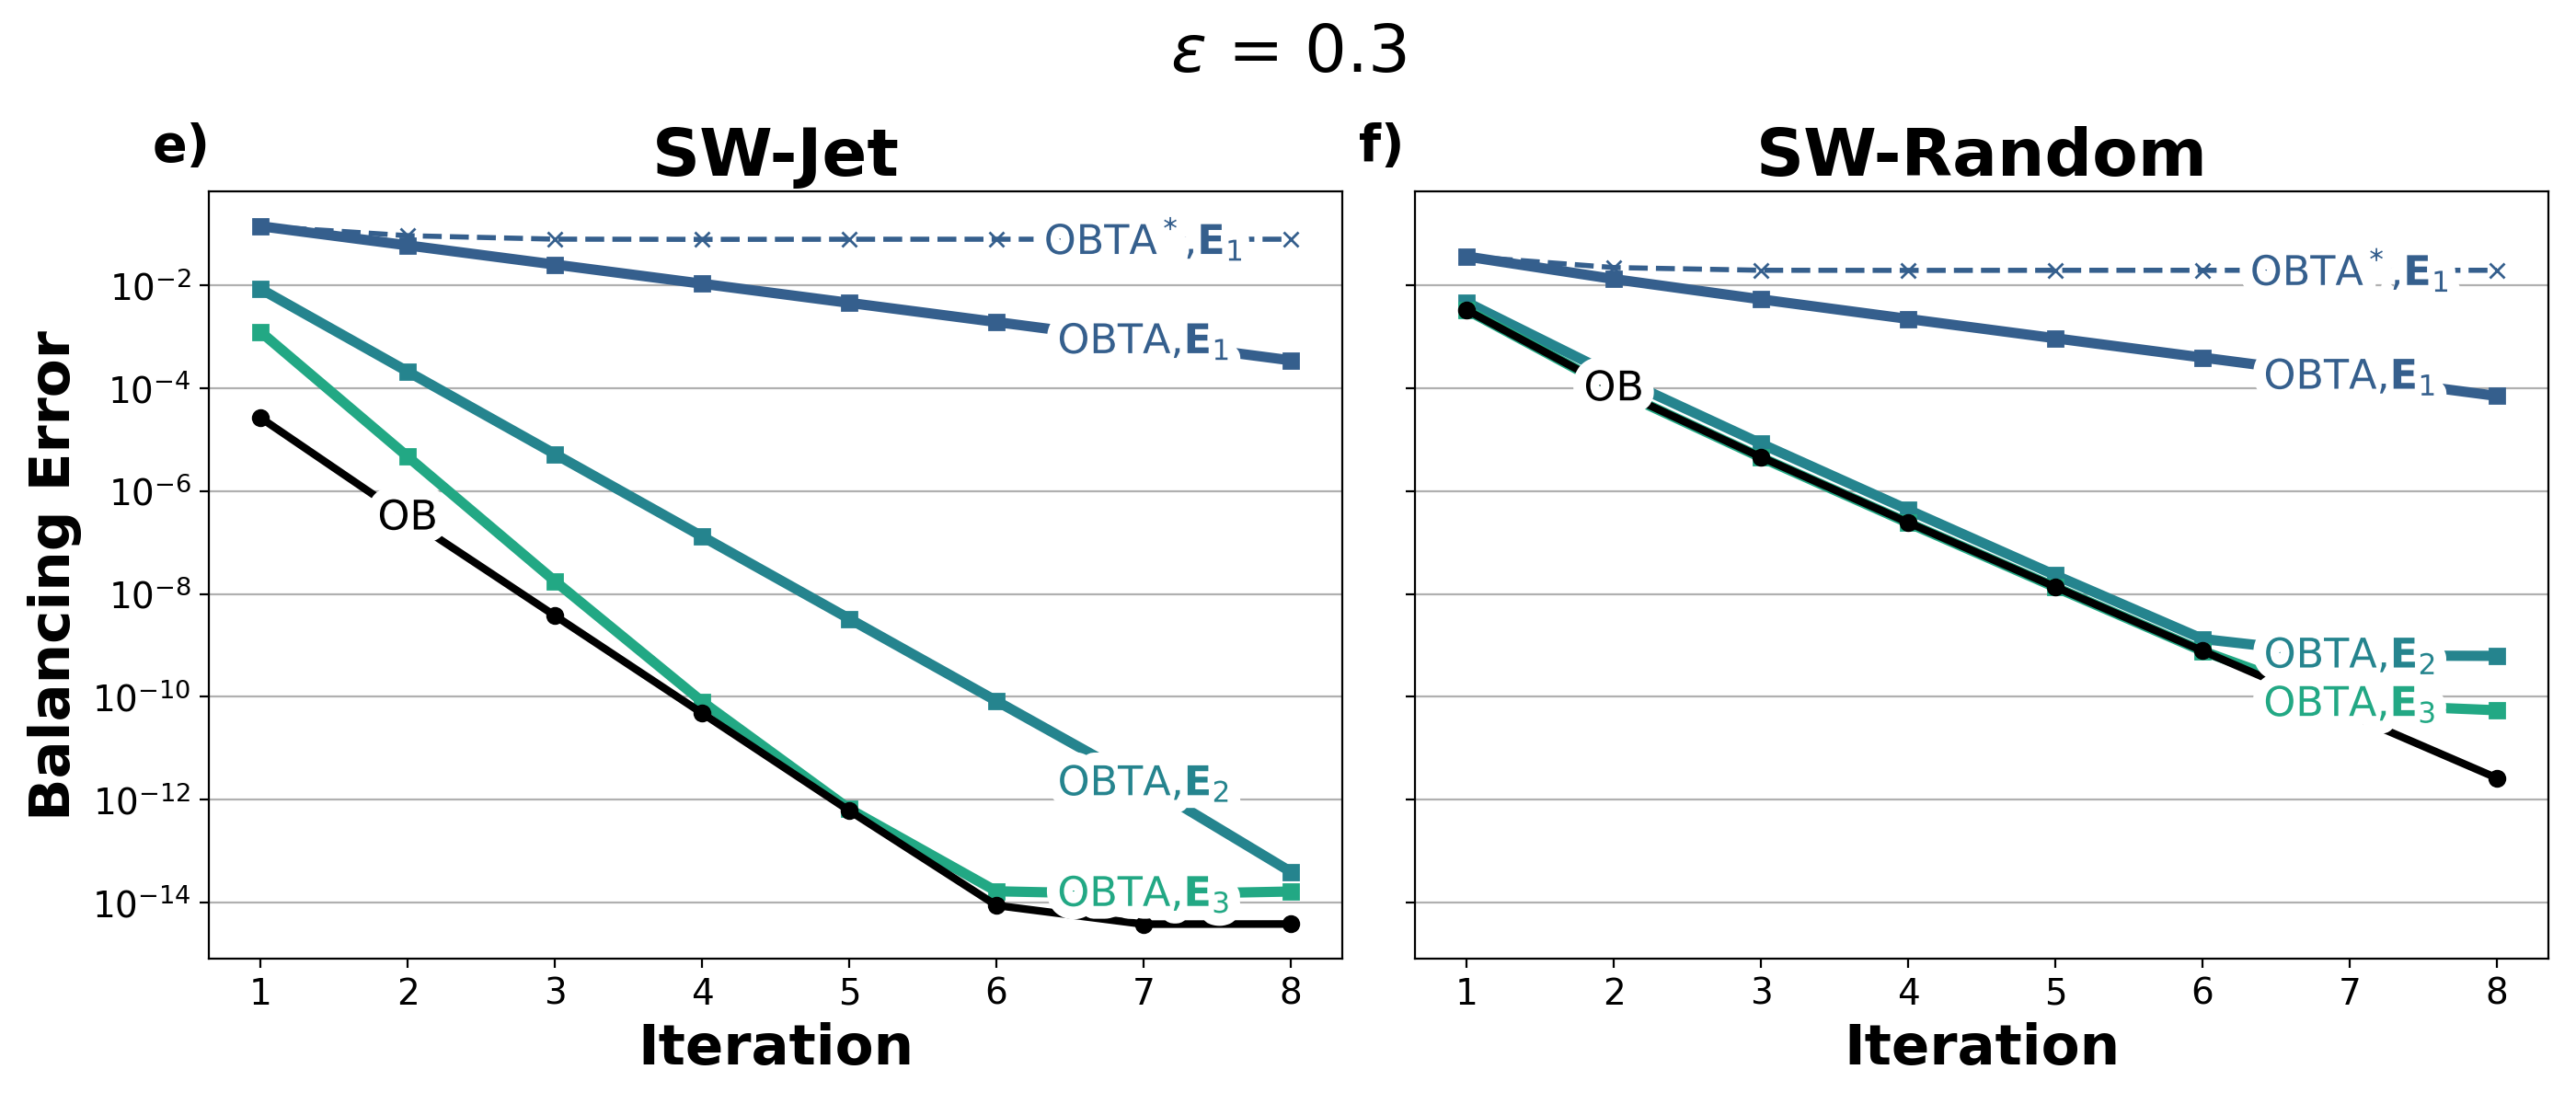 ε = 0.3
e)
SW-Jet
f)
SW-Random
Balancing Error
10⁻²
10⁻⁴
10⁻⁶
10⁻⁸
10⁻¹⁰
10⁻¹²
10⁻¹⁴
OBTA*,E₁
OBTA,E₁
OB
OBTA,E₂
OBTA,E₃
1 2 3 4 5 6 7 8
Iteration
OBTA*,E₁
OBTA,E₁
OB
OBTA,E₂
OBTA,E₃
1 2 3 4 5 6 7 8
Iteration